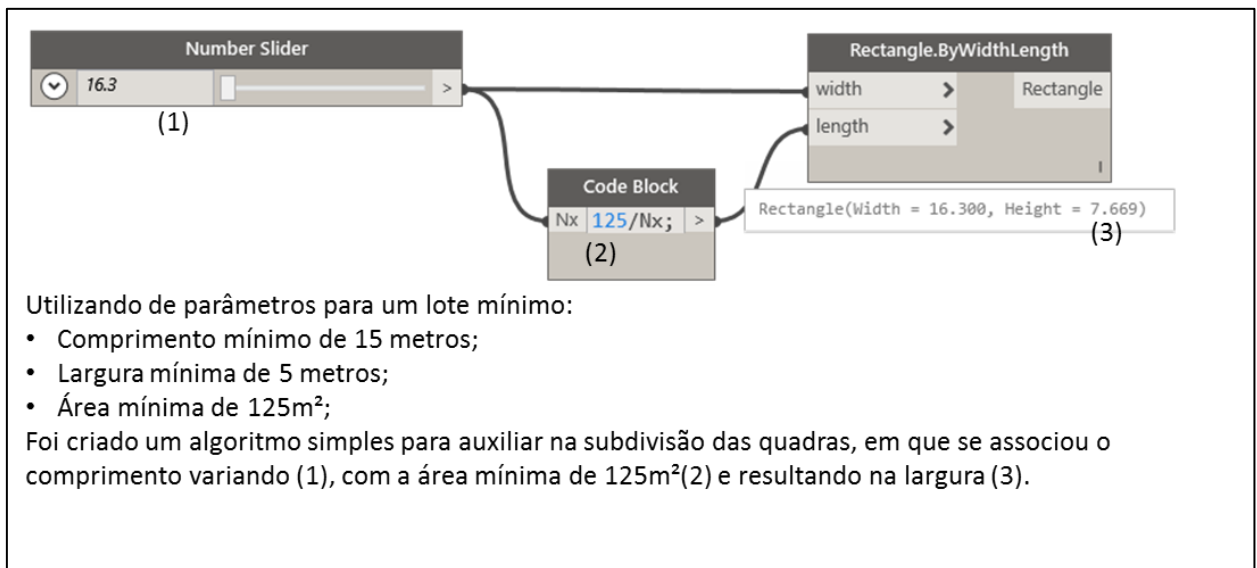 Number Slider
16.3
>
(1)
Code Block
Nx 125/Nx; >
(2)
Rectangle.ByWidthLength
width > Rectangle
length >
Rectangle(Width = 16.300, Height = 7.669)
(3)
Utilizando de parâmetros para um lote mínimo:
• Comprimento mínimo de 15 metros;
• Largura mínima de 5 metros;
• Área mínima de 125m²;
Foi criado um algoritmo simples para auxiliar na subdivisão das quadras, em que se associou o
comprimento variando (1), com a área mínima de 125m²(2) e resultando na largura (3).